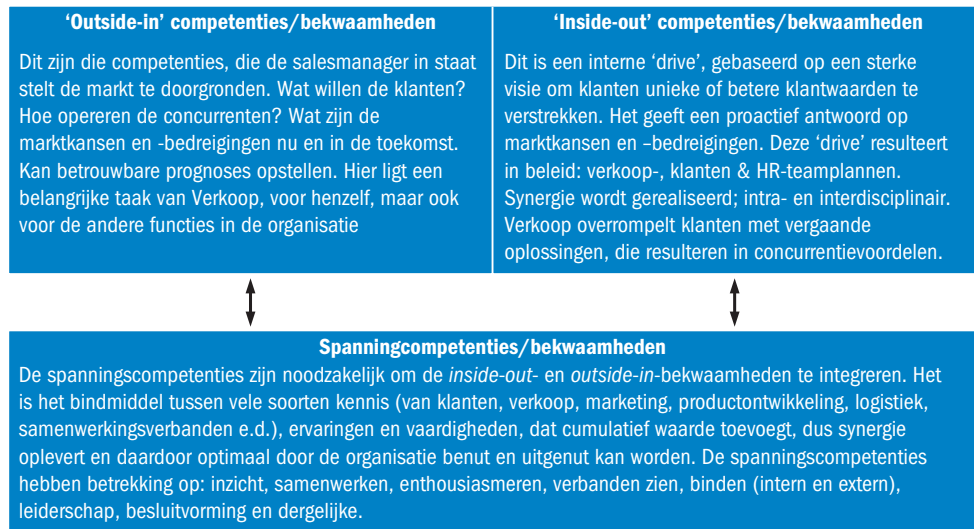 ‘Outside-in’ competenties/bekwaamheden
Dit zijn die competenties, die de salesmanager in staat
stelt de markt te doorgronden. Wat willen de klanten?
Hoe opereren de concurrenten? Wat zijn de
marktkansen en -bedreigingen nu en in de toekomst.
Kan betrouwbare prognoses opstellen. Hier ligt een
belangrijke taak van Verkoop, voor henzelf, maar ook
voor de andere functies in de organisatie
‘Inside-out’ competenties/bekwaamheden
Dit is een interne ‘drive’, gebaseerd op een sterke
visie om klanten unieke of betere klantwaarden te
verstrekken. Het geeft een proactief antwoord op
marktkansen en –bedreigingen. Deze ‘drive’ resulteert
in beleid: verkoop-, klanten & HR-teamplannen.
Synergie wordt gerealiseerd; intra- en interdisciplinair.
Verkoop overrompelt klanten met vergaande
oplossingen, die resulteren in concurrentievoordelen.
Spanningcompetenties/bekwaamheden
De spanningscompetenties zijn noodzakelijk om de inside-out- en outside-in-bekwaamheden te integreren. Het
is het bindmiddel tussen vele soorten kennis (van klanten, verkoop, marketing, productontwikkeling, logistiek,
samenwerkingsverbanden e.d.), ervaringen en vaardigheden, dat cumulatief waarde toevoegt, dus synergie
oplevert en daardoor optimaal door de organisatie benut en uitgenut kan worden. De spanningscompetenties
hebben betrekking op: inzicht, samenwerken, enthousiasmeren, verbanden zien, binden (intern en extern),
leiderschap, besluitvorming en dergelijke.